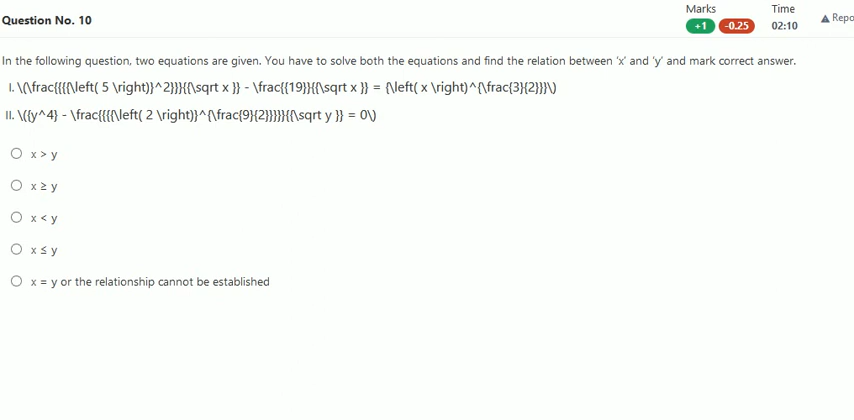 Question No. 10
Marks
Time
+1
-0.25
02:10
Repo
In the following question, two equations are given. You have to solve both the equations and find the relation between 'x' and 'y' and mark correct answer.
I. \(\frac{{{{\left( 5 \right)}^2}}}{{\sqrt x }} - \frac{{19}}{{\sqrt x }} = {\left( x \right)^{\frac{3}{2}}}\)
II. \({y^4} - \frac{{{{\left( 2 \right)}^{\frac{9}{2}}}}}{{\sqrt y }} = 0\)
x > y
x ≥ y
x < y
x ≤ y
x = y or the relationship cannot be established